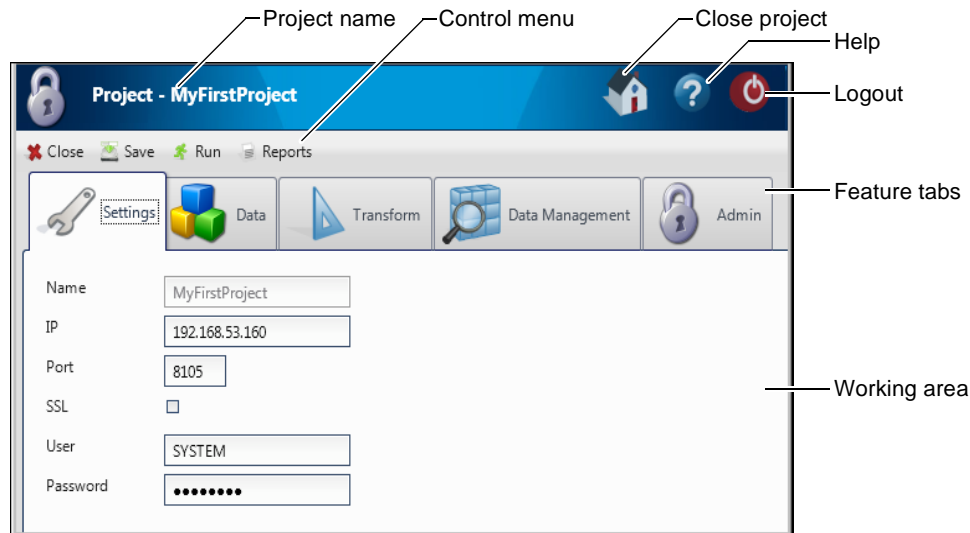 Project name
Control menu
Close project
Help
Project - MyFirstProject
?
Logout
Close Save Run Reports
Feature tabs
Settings Data Transform Data Management Admin
Name MyFirstProject
IP 192.168.53.160
Port 8105
Working area
SSL
User SYSTEM
Password ••••••••